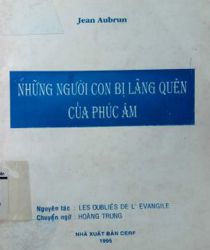 Jean Aubrun
NHỮNG NGƯỜI CON BỊ LÃNG QUÊN
CỦA PHÚC ÂM
Nguyên tác : LES OUBLIÉS DE L' EVANGILE
Chuyển ngữ : HOÀNG TRUNG
NHÀ XUẤT BẢN CERF
1995